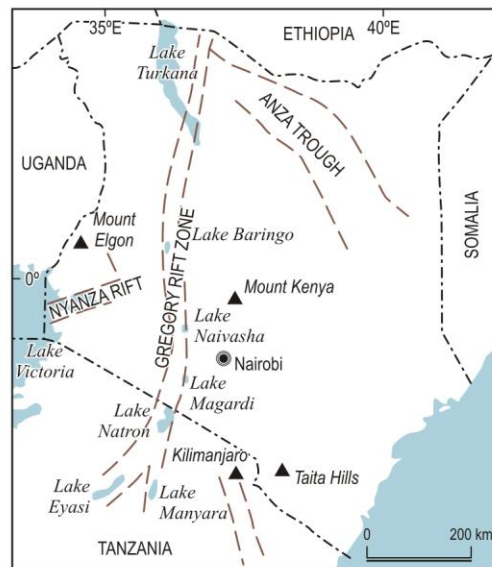 35°E
40°E
ETHIOPIA
Lake
Turkana
ANZA TROUGH
UGANDA
SOMALIA
Mount
Elgon
GREGORY RIFT ZONE
Lake Baringo
0°
NYANZA RIFT
Mount Kenya
Lake
Naivasha
Lake
Victoria
Nairobi
Lake
Magardi
Lake
Natron
Kilimanjaro
Taita Hills
Lake
Eyasi
Lake
Manyara
TANZANIA
0
200 km